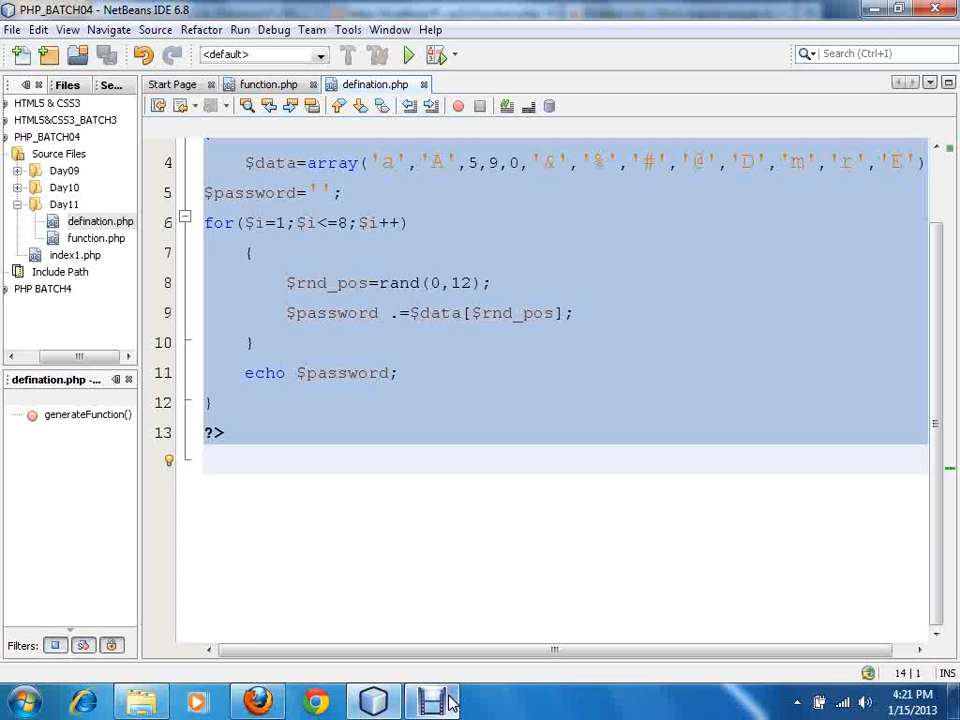 PHP_BATCH04 - NetBeans IDE 6.8
File Edit View Navigate Source Refactor Run Debug Team Tools Window Help
<default>
Search (Ctrl+I)
Files Se...
Start Page function.php defination.php
HTML5 & CSS3
HTML5&CSS3_BATCH3
PHP_BATCH04
Source Files
Day09
Day10
Day11
defination.php
function.php
index1.php
Include Path
PHP BATCH4
4 $data=array('a','A',5,9,0,'&','%','#','@','D','m','r','E')
5 $password='';
6 for($i=1;$i<=8;$i++)
7 {
8 $rnd_pos=rand(0,12);
9 $password .=$data[$rnd_pos];
10 }
11 echo $password;
12 }
13 ?>
defination.php -...
generateFunction()
Filters:
14 | 1 INS
4:21 PM
1/15/2013